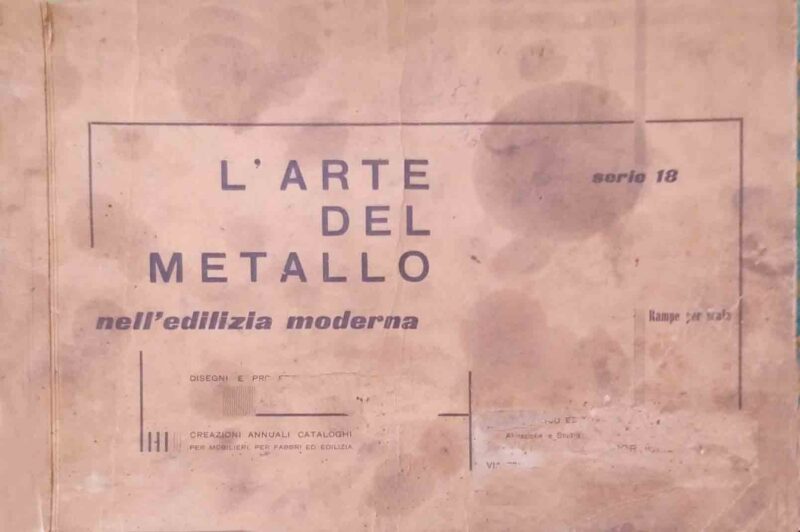 L'ARTE
DEL
METALLO
nell'edilizia moderna
serie 18
Rampe per scala
DISEGNI E
CREAZIONI ANNUALI CATALOGHI
PER MOBILIERI, PER FABBRI ED EDILIZIA